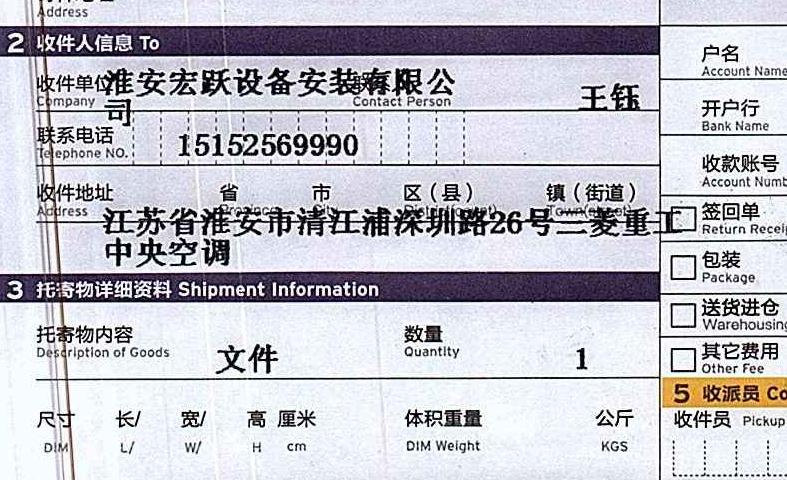 Address
2 收件人信息 To
户名
Account Name
收件单位 淮安宏跃设备安装有限公
Company Contact Person
司 王钰
开户行
Bank Name
联系电话
Telephone NO. 15152569990
收款账号
Account Numb
收件地址 省 市 区（县） 镇（街道）
Address
江苏省淮安市清江浦深圳路26号三菱重工
中央空调
签回单
Return Receip
包装
Package
3 托寄物详细资料 Shipment Information
送货进仓
Warehousing
托寄物内容 数量
Description of Goods 文件 Quantity 1
其它费用
Other Fee
5 收派员 Co
尺寸 长/ 宽/ 高 厘米 体积重量 公斤
DIM L/ W/ H cm DIM Weight KGS
收件员 Pickup